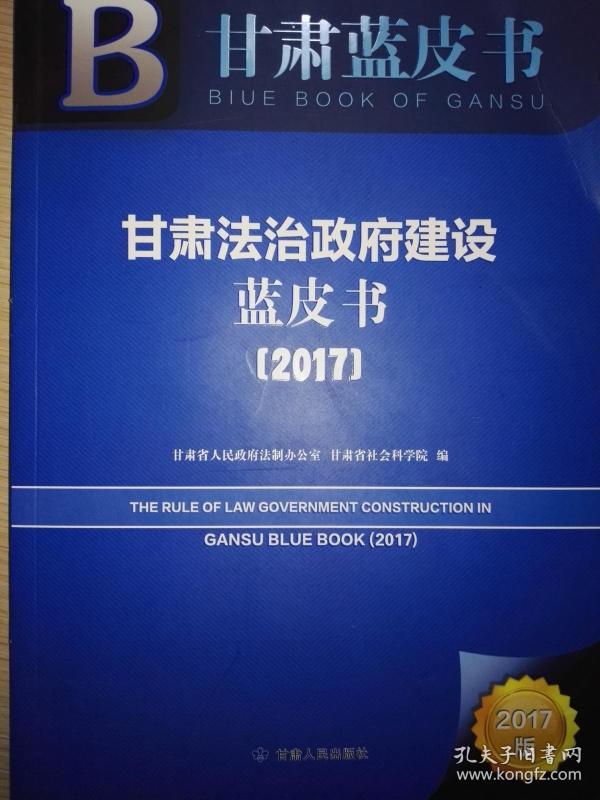 B
甘肃蓝皮书
BIUE BOOK OF GANSU
甘肃法治政府建设
蓝皮书
(2017)
甘肃省人民政府法制办公室 甘肃省社会科学院 编
THE RULE OF LAW GOVERNMENT CONSTRUCTION IN
GANSU BLUE BOOK (2017)
2017
版
甘肃人民出版社
孔夫子旧书网
www.kongfz.com